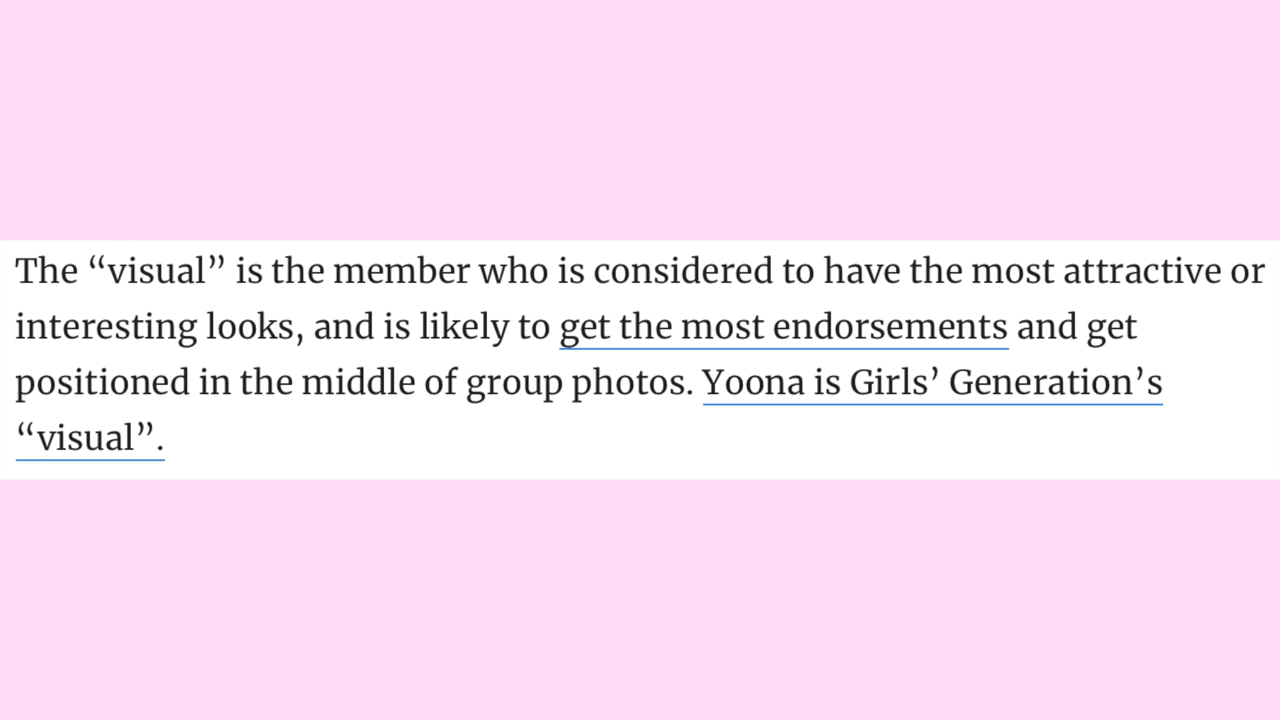 The “visual” is the member who is considered to have the most attractive or
interesting looks, and is likely to get the most endorsements and get
positioned in the middle of group photos. Yoona is Girls’ Generation’s
“visual”.